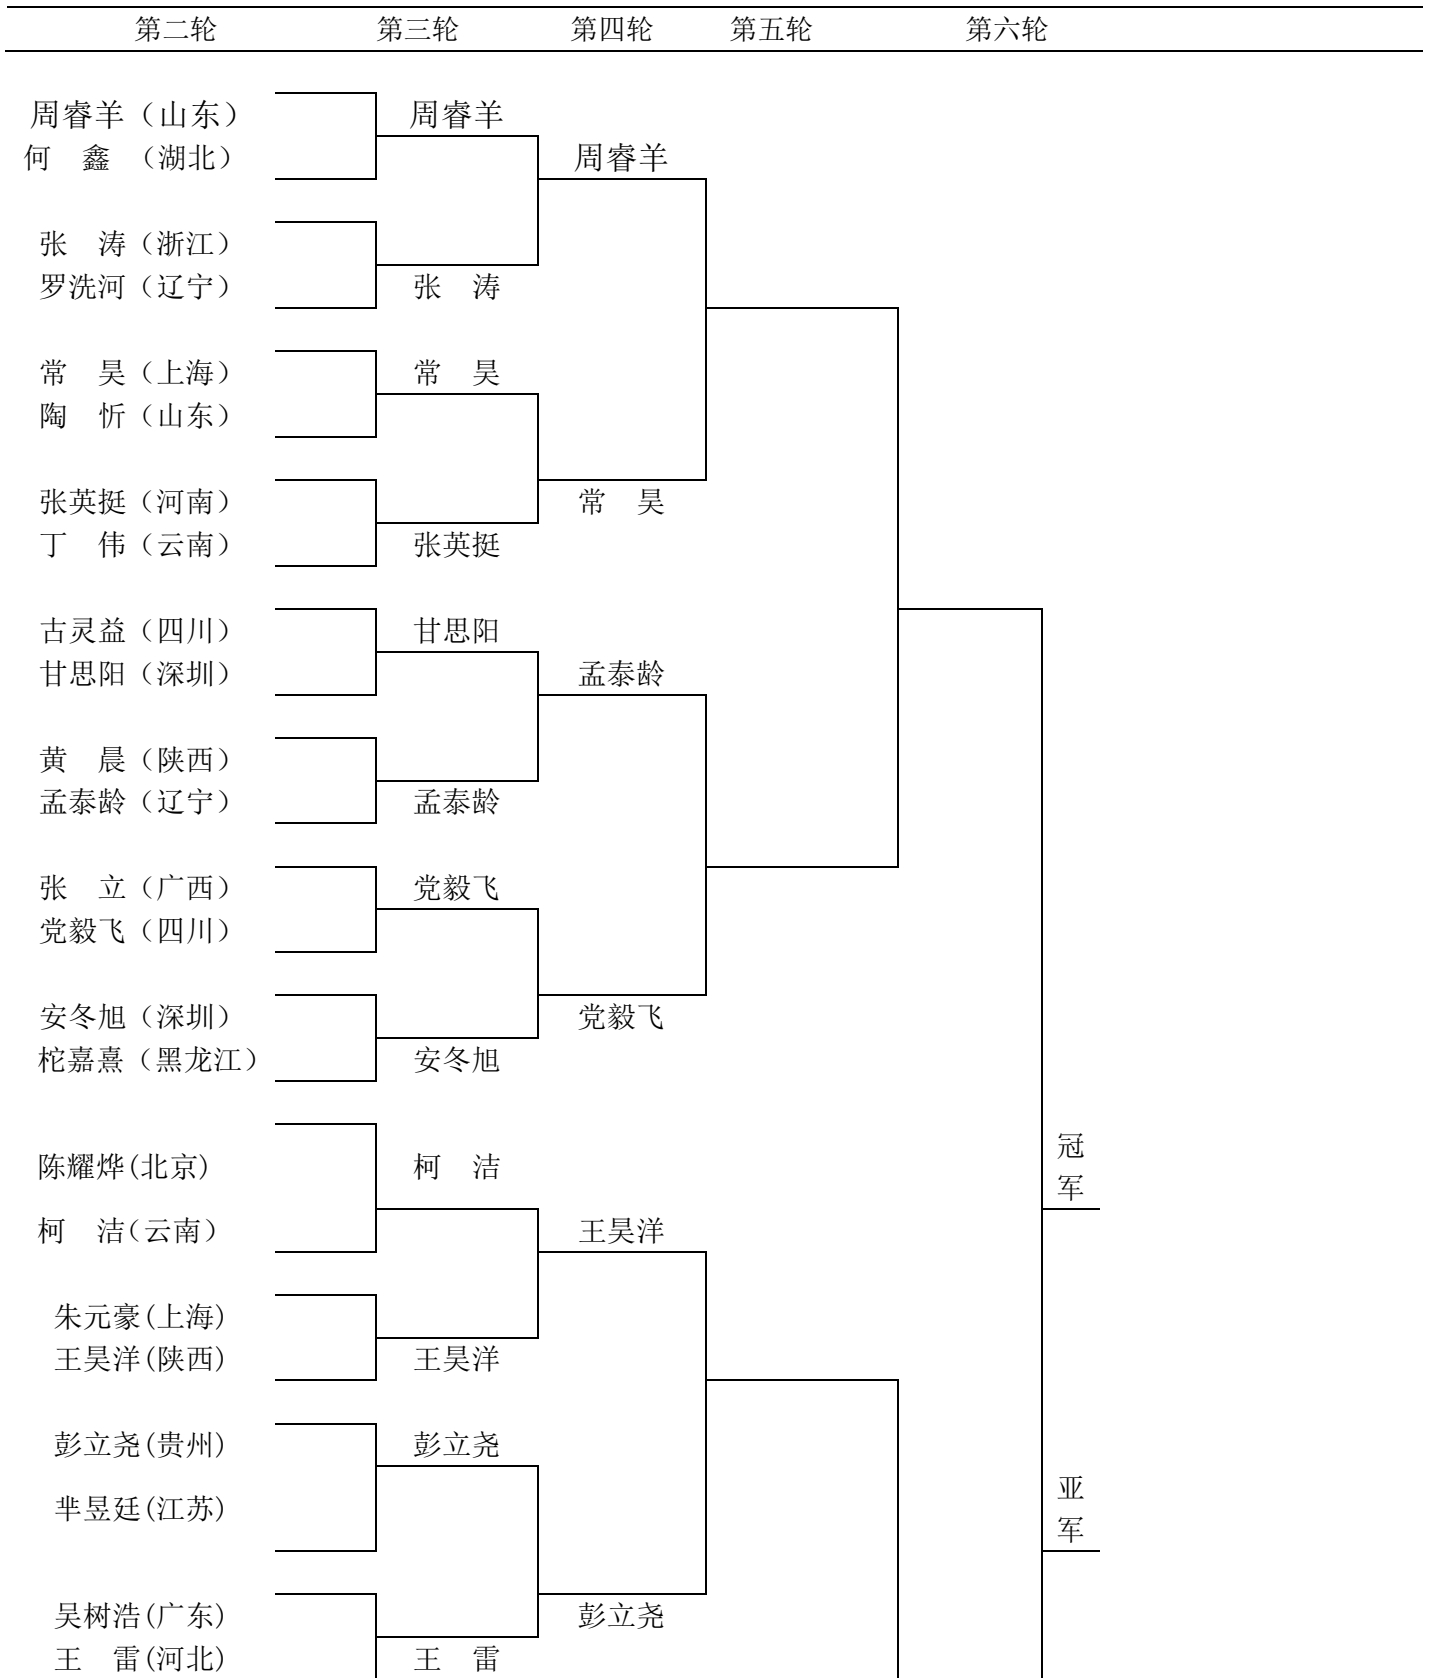 第二轮 第三轮 第四轮 第五轮 第六轮
周睿羊（山东） 周睿羊
何　鑫　（湖北） 周睿羊
张　涛（浙江）
罗洗河（辽宁） 张　涛
常　昊（上海） 常　昊
陶　忻（山东）
张英挺（河南） 常　昊
丁　伟（云南） 张英挺
古灵益（四川） 甘思阳
甘思阳（深圳） 孟泰龄
黄　晨（陕西）
孟泰龄（辽宁） 孟泰龄
张　立（广西） 党毅飞
党毅飞（四川）
安冬旭（深圳） 党毅飞
柁嘉熹（黑龙江） 安冬旭
冠
陈耀烨(北京) 柯　洁
军
柯　洁(云南） 王昊洋
朱元豪(上海)
王昊洋(陕西) 王昊洋
彭立尧(贵州) 彭立尧
亚
芈昱廷(江苏)
军
吴树浩(广东) 彭立尧
王　雷(河北) 王　雷